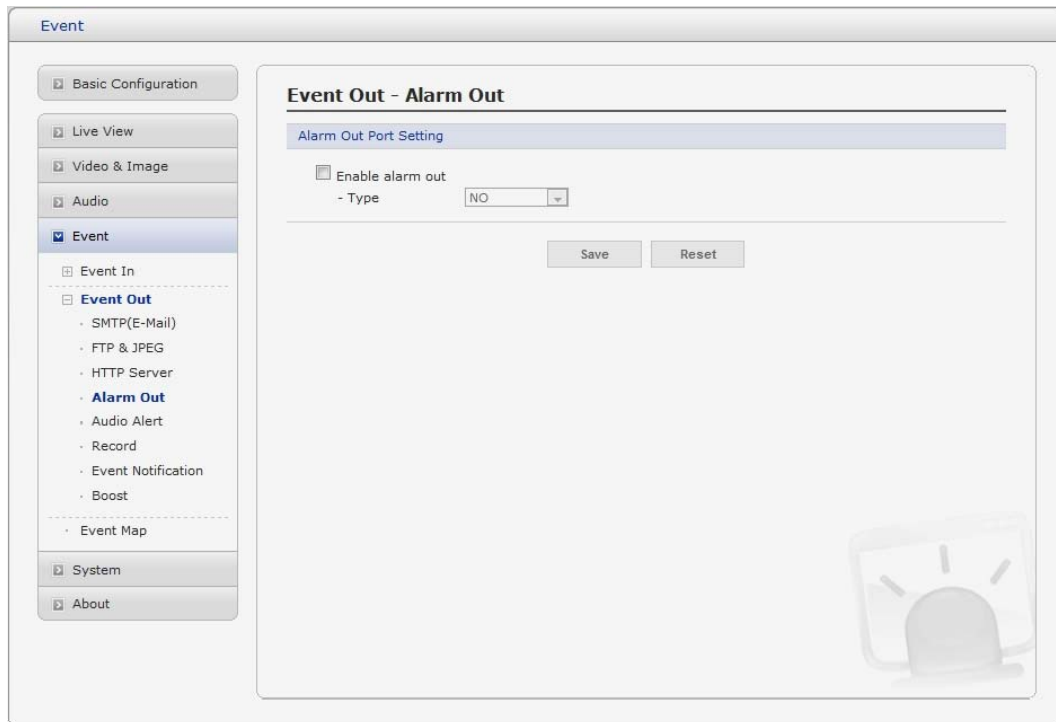 Event
Basic Configuration
Live View
Video & Image
Audio
Event
Event In
Event Out
SMTP(E-Mail)
FTP & JPEG
HTTP Server
Alarm Out
Audio Alert
Record
Event Notification
Boost
Event Map
System
About
Event Out - Alarm Out
Alarm Out Port Setting
Enable alarm out
- Type NO
Save Reset